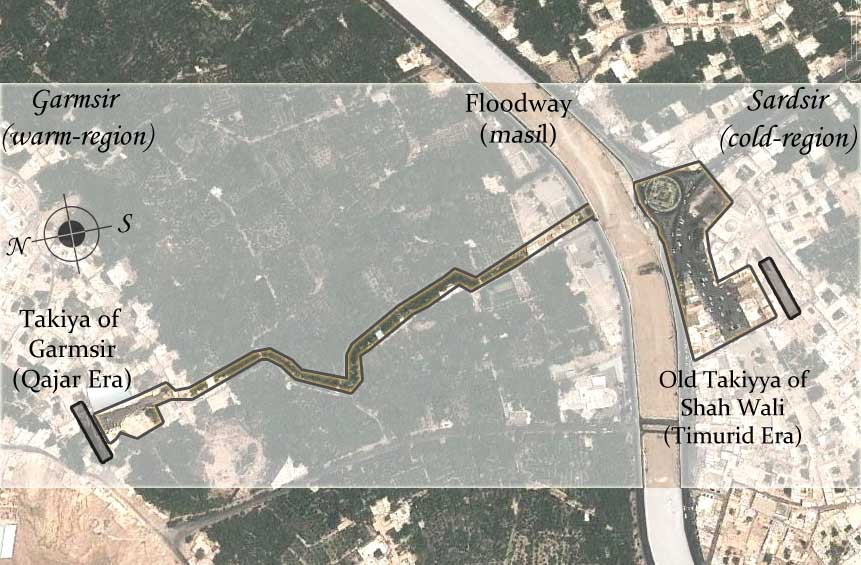 Garmsir
(warm-region)
Floodway
(masil)
Sardsir
(cold-region)
N
S
Takiya of
Garmsir
(Qajar Era)
Old Takiyya of
Shah Wali
(Timurid Era)